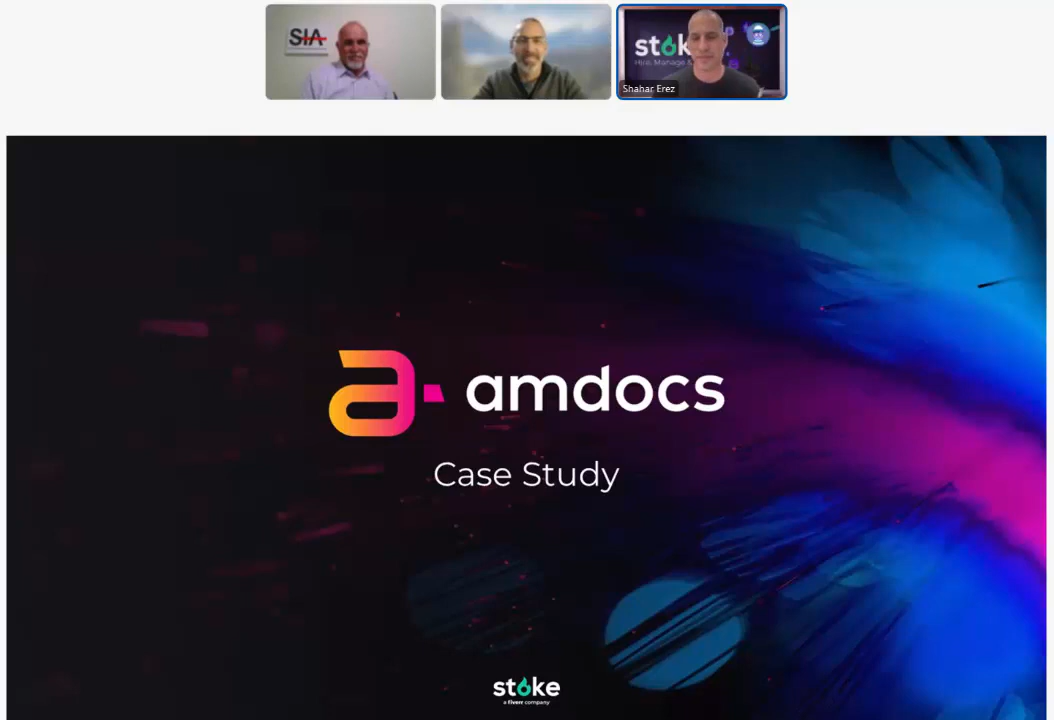 SIA
stoke
Hire, Manage &
Shahar Erez
amdocs
Case Study
stoke
a fiverr company